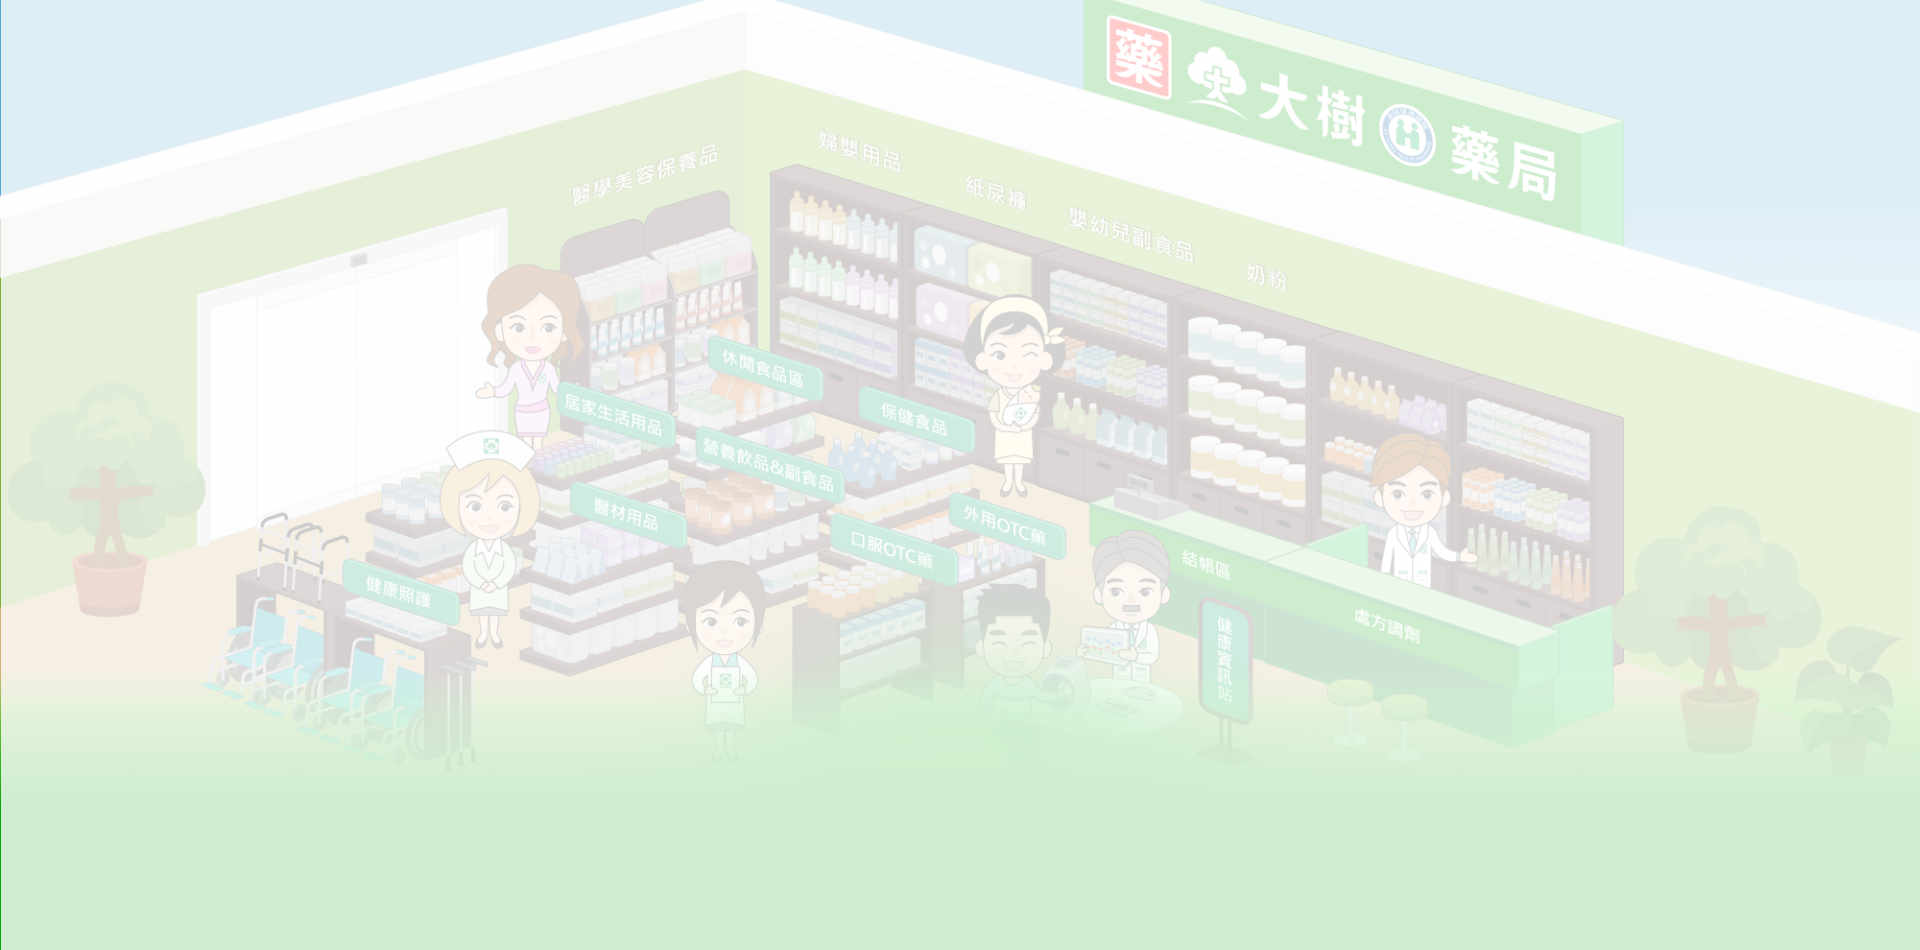 藥 大樹 藥局
醫學美容保養品
婦嬰用品
紙尿褲
嬰幼兒副食品
奶粉
休閒食品區
居家生活用品
保健食品
營養飲品&副食品
醫材用品
外用OTC藥
口服OTC藥
健康照護
結帳區
處方調劑
健康資訊站